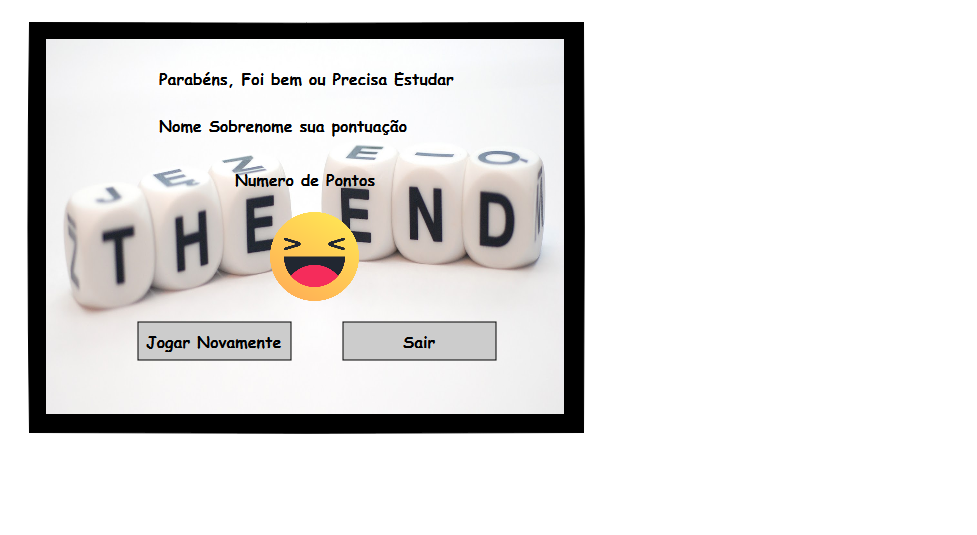 Parabéns, Foi bem ou Precisa Estudar
Nome Sobrenome sua pontuação
J E N E I O
Numero de Pontos
THE END
Jogar Novamente Sair